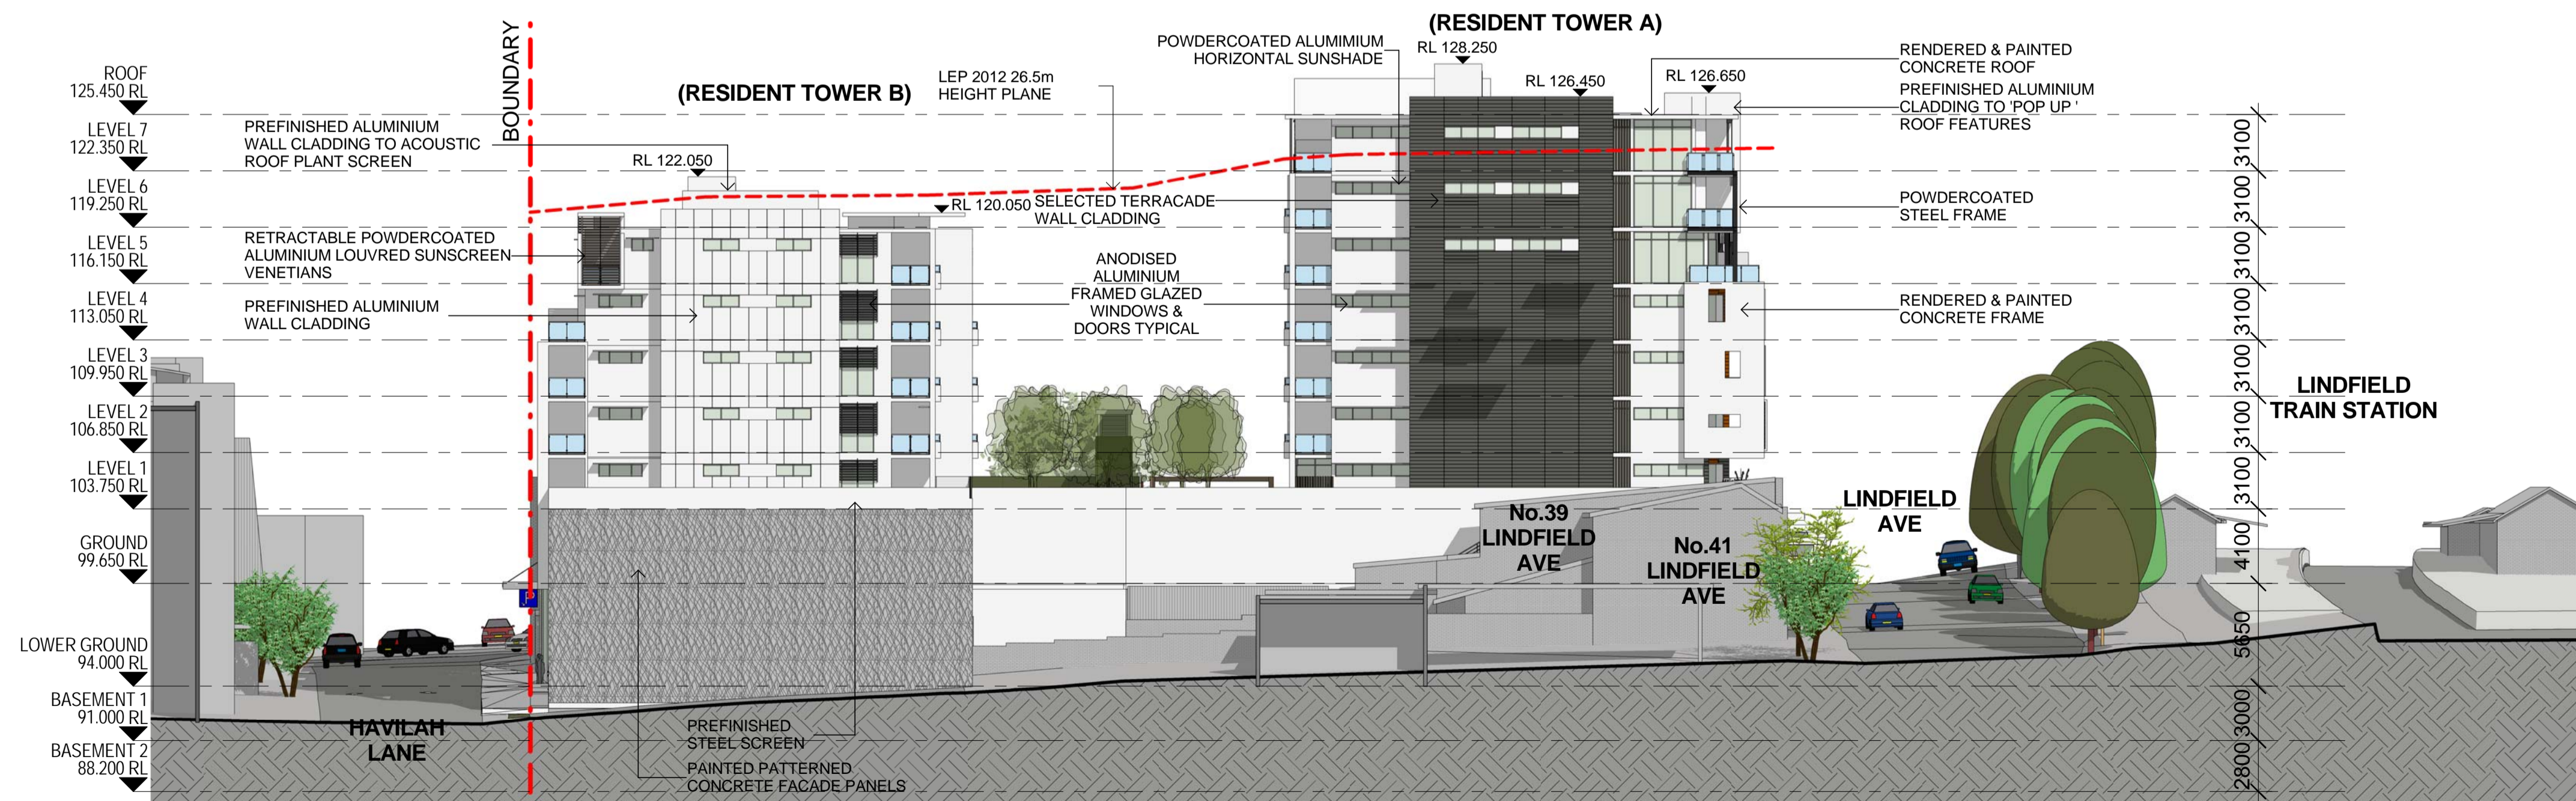 (RESIDENT TOWER A)
(RESIDENT TOWER B)
BOUNDARY
ROOF
125.450 RL
LEVEL 7
122.350 RL
LEVEL 6
119.250 RL
LEVEL 5
116.150 RL
LEVEL 4
113.050 RL
LEVEL 3
109.950 RL
LEVEL 2
106.850 RL
LEVEL 1
103.750 RL
GROUND
99.650 RL
LOWER GROUND
94.000 RL
BASEMENT 1
91.000 RL
BASEMENT 2
88.200 RL
PREFINISHED ALUMINIUM
WALL CLADDING TO ACOUSTIC
ROOF PLANT SCREEN
RETRACTABLE POWDERCOATED
ALUMINIUM LOUVRED SUNSCREEN
VENETIANS
PREFINISHED ALUMINIUM
WALL CLADDING
RL 122.050
LEP 2012 26.5m
HEIGHT PLANE
RL 120.050
SELECTED TERRACADE
WALL CLADDING
ANODISED
ALUMINIUM
FRAMED GLAZED
WINDOWS &
DOORS TYPICAL
POWDERCOATED ALUMIMIUM
HORIZONTAL SUNSHADE
RL 128.250
RL 126.450
RL 126.650
RENDERED & PAINTED
CONCRETE ROOF
PREFINISHED ALUMINIUM
CLADDING TO 'POP UP '
ROOF FEATURES
POWDERCOATED
STEEL FRAME
RENDERED & PAINTED
CONCRETE FRAME
3100
3100
3100
3100
3100
3100
3100
4100
5650
3000
2800
LINDFIELD
TRAIN STATION
LINDFIELD
AVE
No.39
LINDFIELD
AVE
No.41
LINDFIELD
AVE
P
HAVILAH
LANE
PREFINISHED
STEEL SCREEN
PAINTED PATTERNED
CONCRETE FACADE PANELS